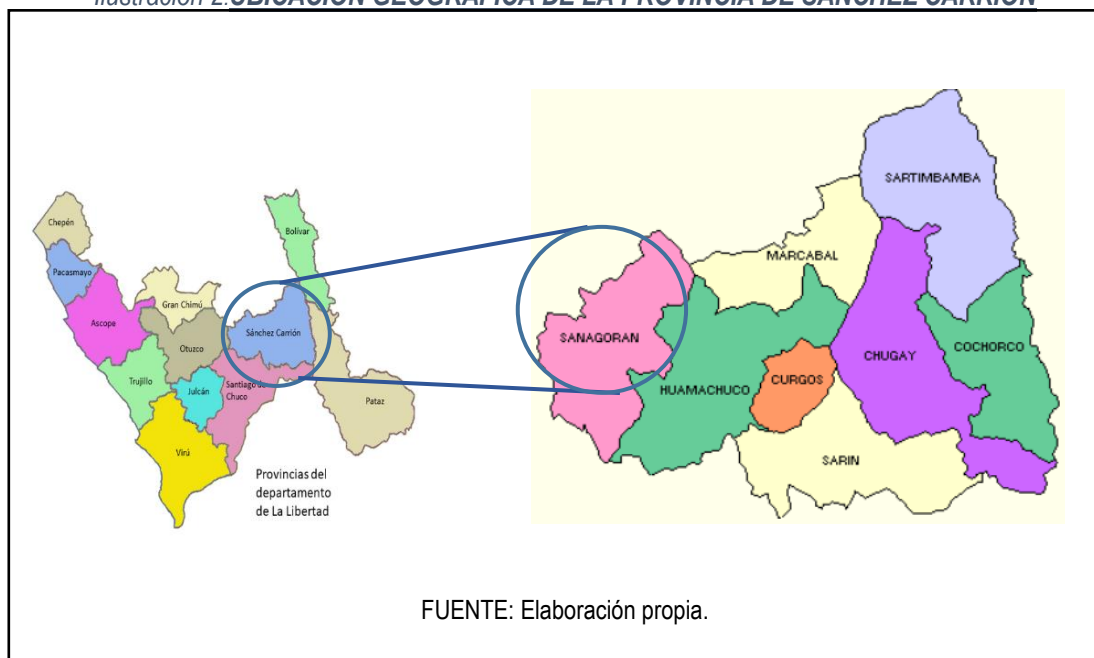 Ilustración 2.UBICACIÓN GEOGRÁFICA DE LA PROVINCIA DE SÁNCHEZ CARRIÓN
Chepén
Pacasmayo
Ascope
Gran Chimú
Otuzco
Trujillo
Julcán
Santiago de
Chuco
Virú
Bolívar
Sánchez Carrión
Pataz
Provincias del
departamento
de La Libertad
SARTIMBAMBA
MARCABAL
SANAGORAN
HUAMACHUCO
CURGOS
CHUGAY
COCHORCO
SARIN
FUENTE: Elaboración propia.